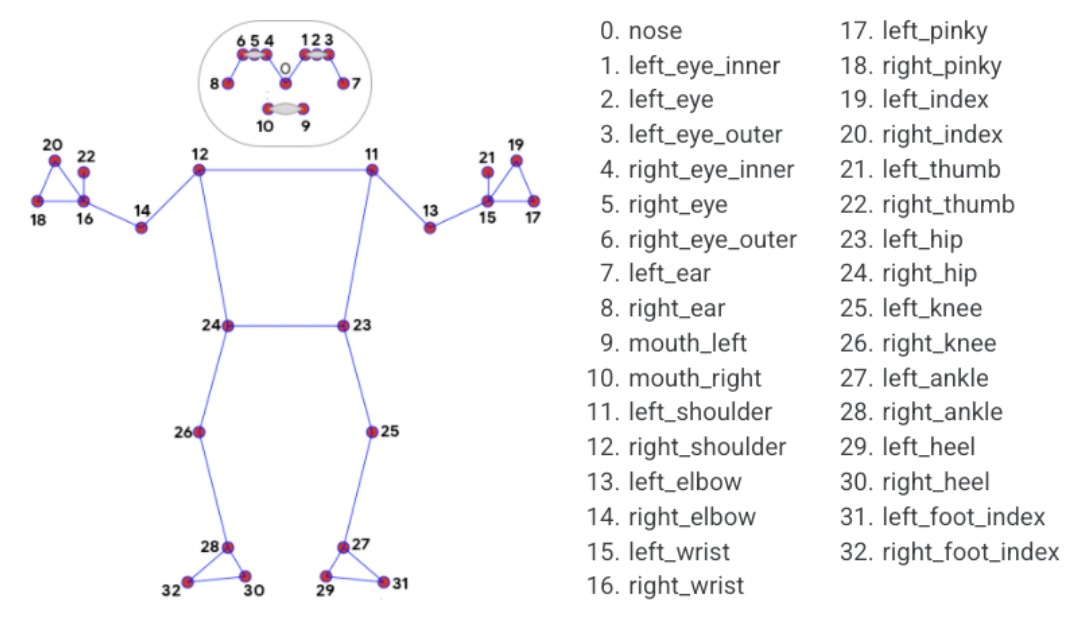 6 5 4 1 2 3
0
8 7
10 9
20 22 12 11 21 19
18 16 14 13 15 17
24 23
26 25
28 27
32 30 29 31
0. nose
1. left_eye_inner
2. left_eye
3. left_eye_outer
4. right_eye_inner
5. right_eye
6. right_eye_outer
7. left_ear
8. right_ear
9. mouth_left
10. mouth_right
11. left_shoulder
12. right_shoulder
13. left_elbow
14. right_elbow
15. left_wrist
16. right_wrist
17. left_pinky
18. right_pinky
19. left_index
20. right_index
21. left_thumb
22. right_thumb
23. left_hip
24. right_hip
25. left_knee
26. right_knee
27. left_ankle
28. right_ankle
29. left_heel
30. right_heel
31. left_foot_index
32. right_foot_index